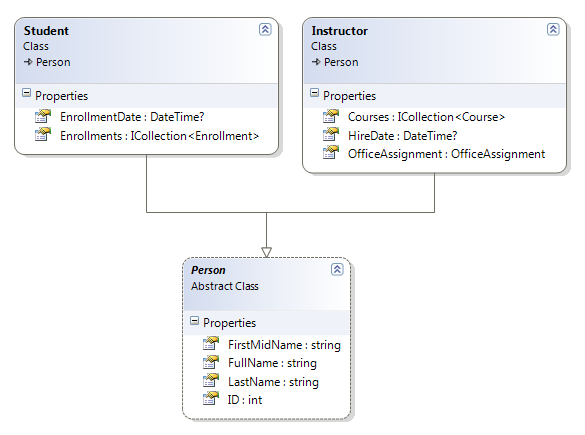 Student
Class
Person
Properties
EnrollmentDate : DateTime?
Enrollments : ICollection<Enrollment>
Instructor
Class
Person
Properties
Courses : ICollection<Course>
HireDate : DateTime?
OfficeAssignment : OfficeAssignment
Person
Abstract Class
Properties
FirstMidName : string
FullName : string
LastName : string
ID : int